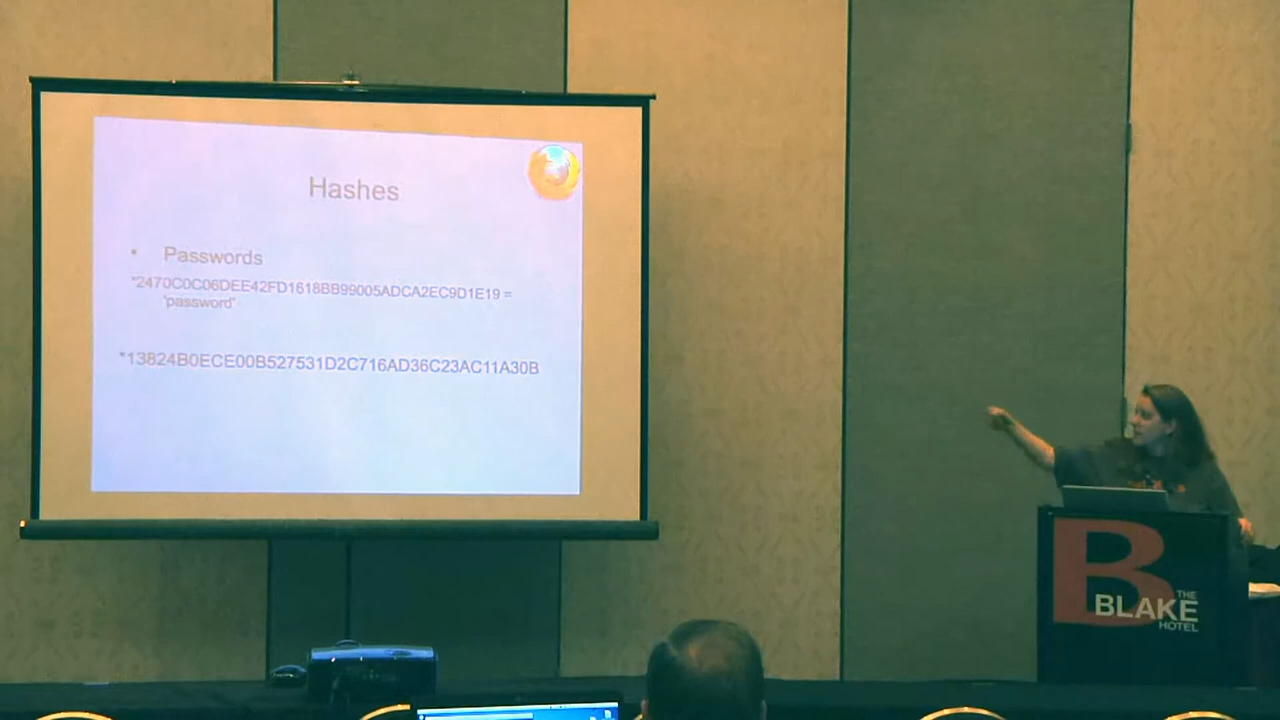 Hashes
• Passwords
*2470C0C06DEE42FD1618BB99005ADCA2EC9D1E19 =
'password'
*13824B0ECE00B527531D2C716AD36C23AC11A30B
B
THE
BLAKE
HOTEL